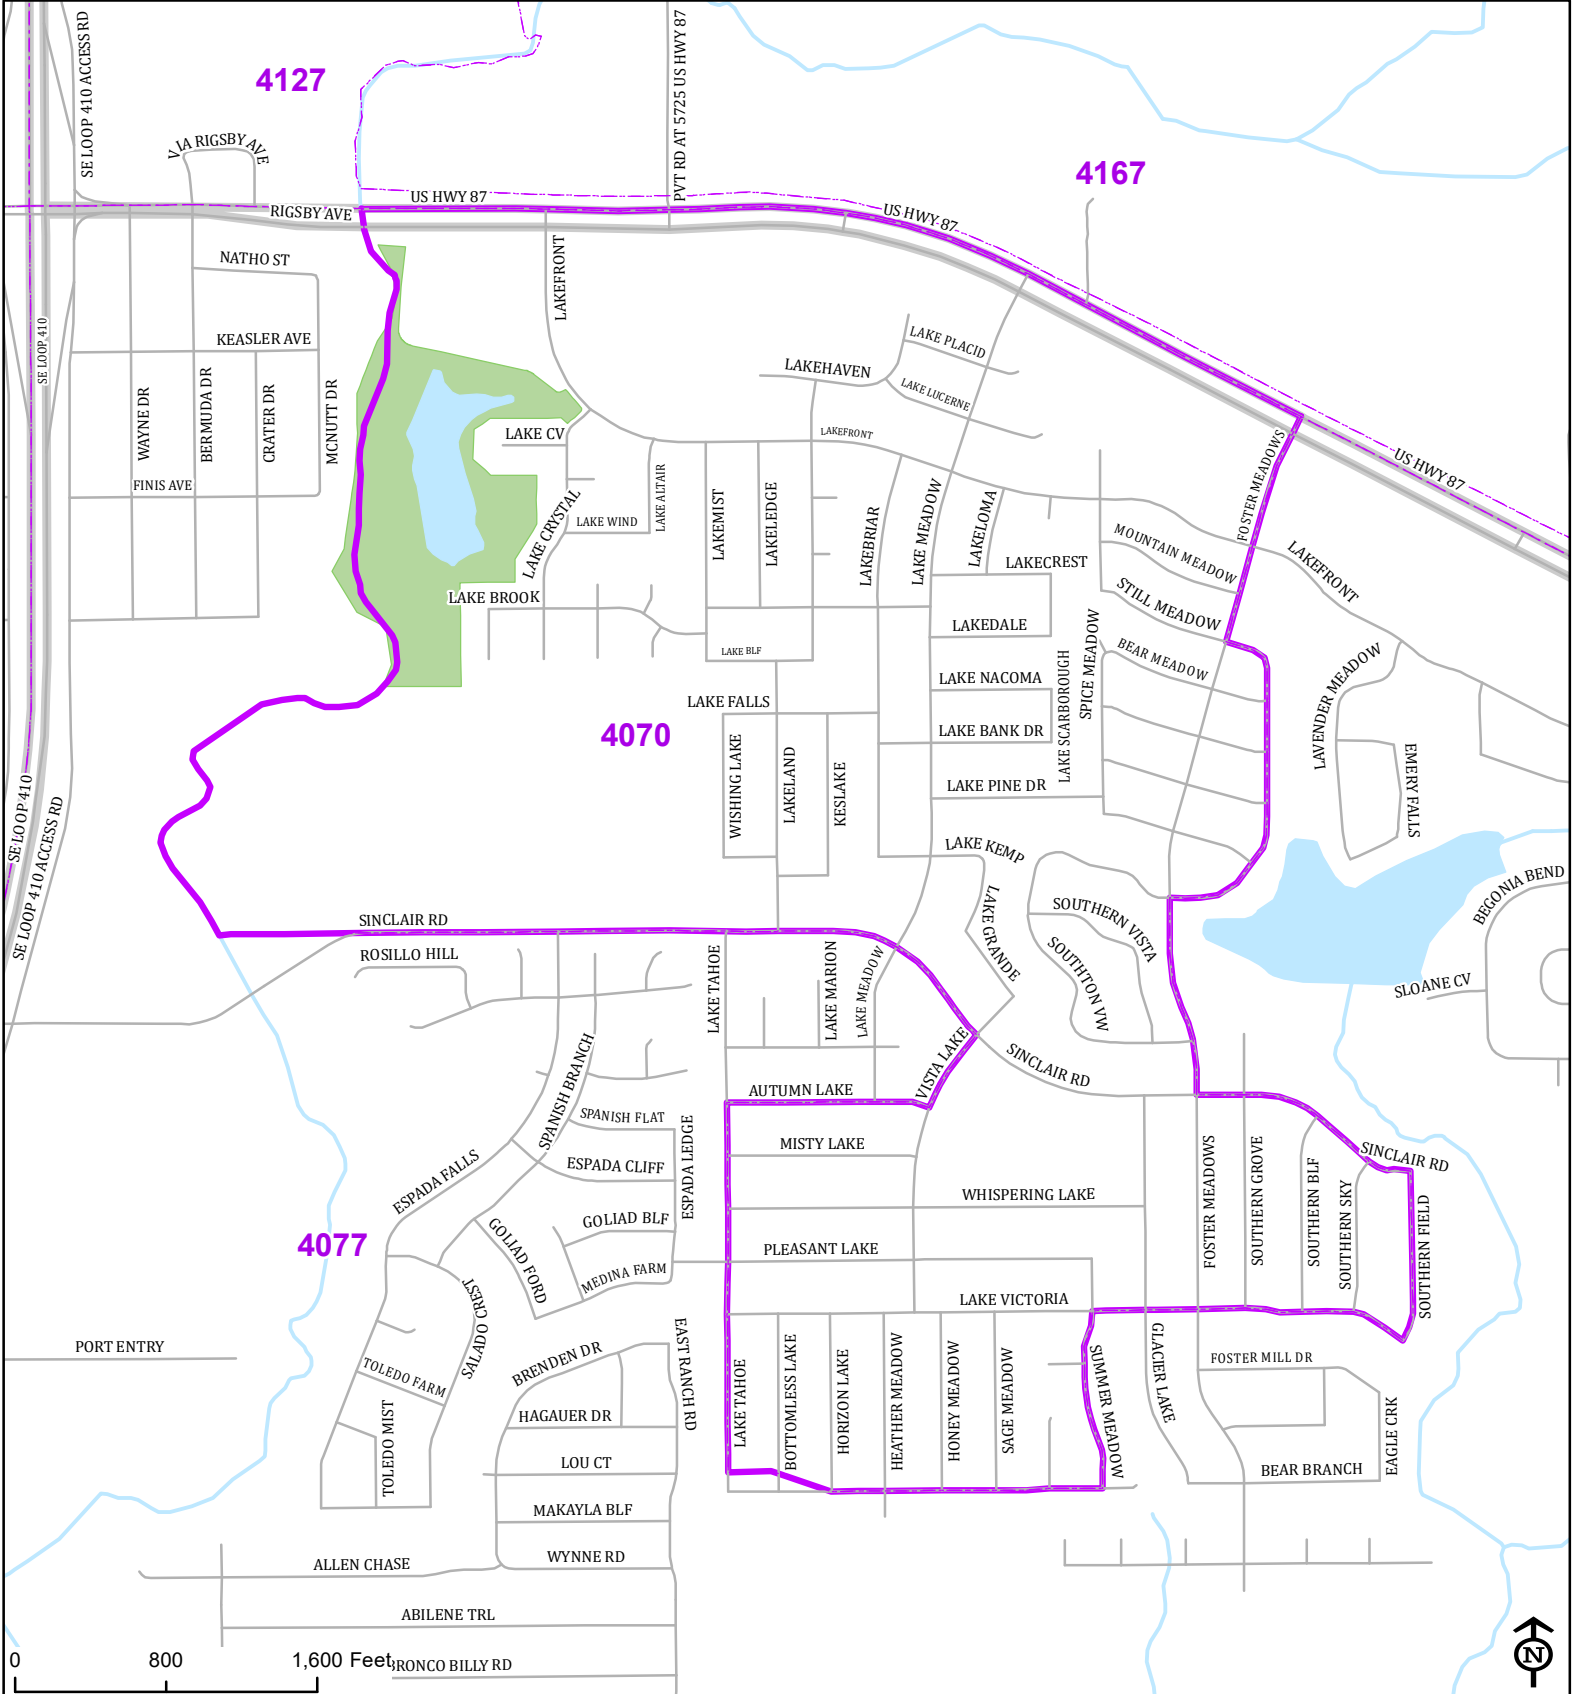 SE LOOP 410 ACCESS RD
4127
PVT RD AT 5725 US HWY 87
VIA RIGSBY AVE
4167
US HWY 87
RIGSBY AVE
US HWY 87
NATHO ST
LAKEFRONT
SE LOOP 410
KEASLER AVE
LAKE PLACID
LAKEHAVEN
LAKE LUCERNE
WAYNE DR
BERMUDA DR
CRATER DR
MCNUTT DR
LAKE CV
LAKEFRONT
FOSTER MEADOWS
US HWY 87
FINIS AVE
LAKE ALTAIR
LAKE CRYSTAL
LAKE WIND
LAKEMIST
LAKELEDGE
LAKEBRIAR
LAKE MEADOW
LAKELOMA
LAKECREST
MOUNTAIN MEADOW
LAKEFRONT
LAKE BROOK
STILL MEADOW
LAKEDALE
LAKE BLF
BEAR MEADOW
LAKE NACOMA
LAKE SCARBOROUGH
SPICE MEADOW
LAVENDER MEADOW
LAKE FALLS
4070
LAKE BANK DR
WISHING LAKE
LAKELAND
KESLAKE
LAKE PINE DR
EMERY FALLS
SE LOOP 410
SE LOOP 410 ACCESS RD
LAKE KEMP
BEGONIA BEND
LAKE GRANDE
SOUTHERN VISTA
SINCLAIR RD
ROSILLO HILL
SOUTHTON VW
SLOANE CV
LAKE TAHOE
LAKE MARION
LAKE MEADOW
VISTA LAKE
SINCLAIR RD
SPANISH BRANCH
AUTUMN LAKE
SPANISH FLAT
ESPADA LEDGE
MISTY LAKE
SINCLAIR RD
ESPADA CLIFF
ESPADA FALLS
WHISPERING LAKE
FOSTER MEADOWS
SOUTHERN GROVE
SOUTHERN BLF
SOUTHERN SKY
SOUTHERN FIELD
GOLIAD BLF
4077
GOLIAD FORD
PLEASANT LAKE
MEDINA FARM
LAKE VICTORIA
SALADO CREST
PORT ENTRY
EAST RANCH RD
BRENDEN DR
TOLEDO FARM
LAKE TAHOE
BOTTOMLESS LAKE
HORIZON LAKE
HEATHER MEADOW
HONEY MEADOW
SAGE MEADOW
SUMMER MEADOW
GLACIER LAKE
FOSTER MILL DR
HAGAUER DR
TOLEDO MIST
EAGLE CRK
LOU CT
BEAR BRANCH
MAKAYLA BLF
WYNNE RD
ALLEN CHASE
ABILENE TRL
BRONCO BILLY RD
0 800 1,600 Feet
N